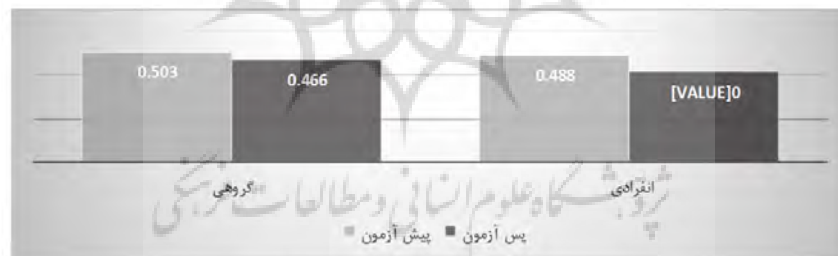 0.503 0.466 0.488 [VALUE]0
گروهی انفرادی
پژوهشگاه علوم انسانی و مطالعات فرهنگی
پیش آزمون پس آزمون